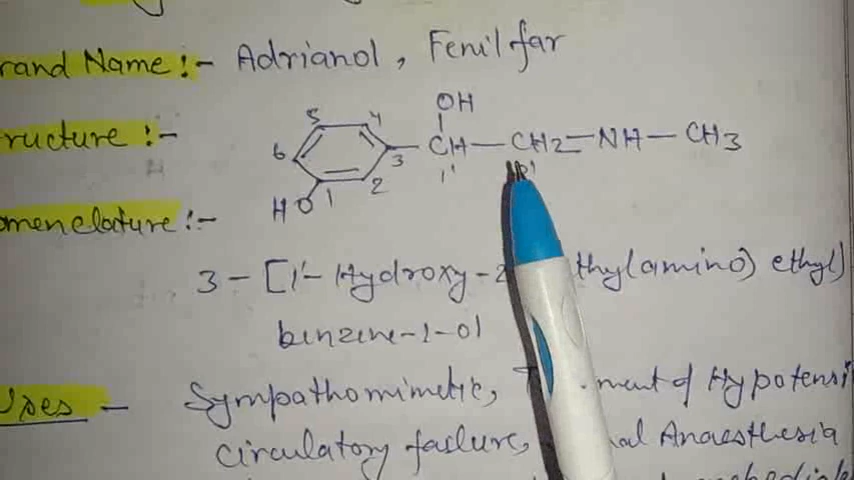 rand Name :- Adrianol, Fenilfar
ructure :-
OH
5 4
6 3 CH — CH2 — NH — CH3
1' 2'
HO 1 2
omenclature :-
3 - [1'- Hydroxy - 2 thyl(amino) ethyl]
benzene-1-ol
Uses - Sympathomimetic, T ment of Hypotensi
circulatory failure, al Anaesthesia